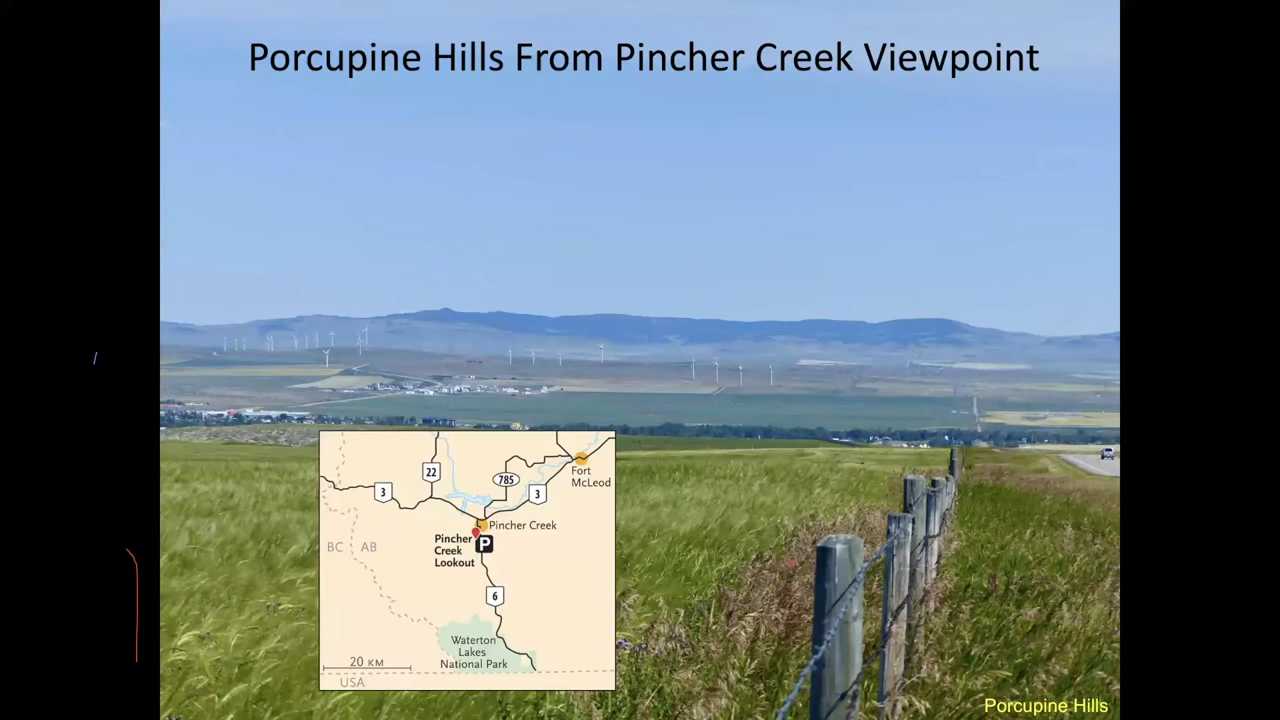 Porcupine Hills From Pincher Creek Viewpoint
22
785
Fort
McLeod
3
3
Pincher Creek
Pincher
Creek
Lookout
P
BC
AB
6
Waterton
Lakes
National Park
20 KM
USA
Porcupine Hills